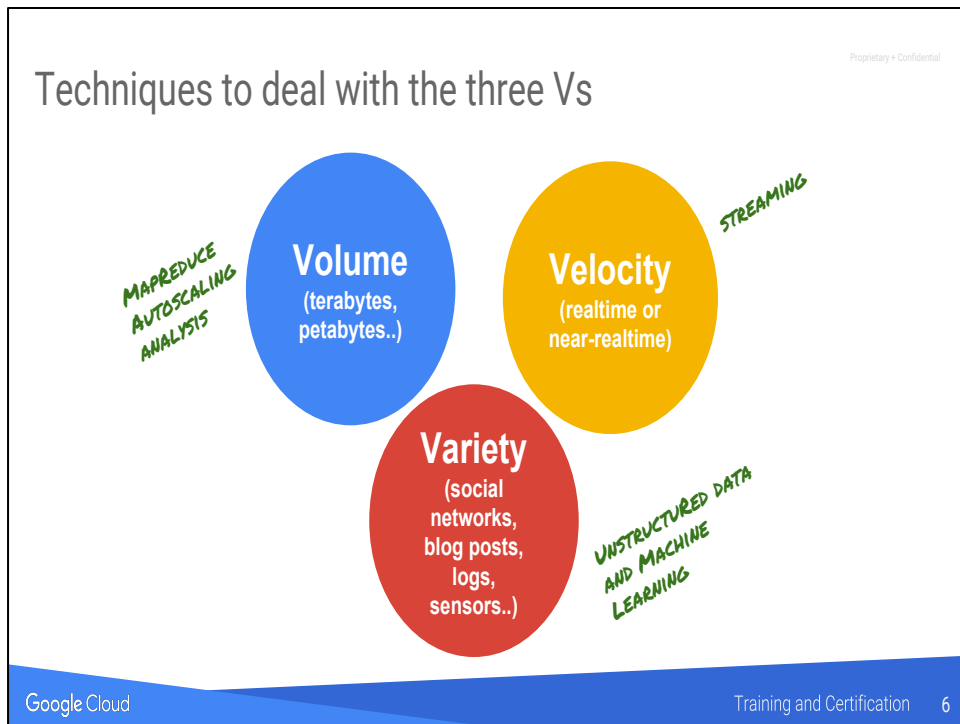 Proprietary + Confidential
Techniques to deal with the three Vs
Volume
(terabytes,
petabytes..)
MAPREDUCE
AUTOSCALING
ANALYSIS
Velocity
(realtime or
near-realtime)
STREAMING
Variety
(social
networks,
blog posts,
logs,
sensors..)
UNSTRUCTURED DATA
AND MACHINE
LEARNING
Google Cloud
Training and Certification 6